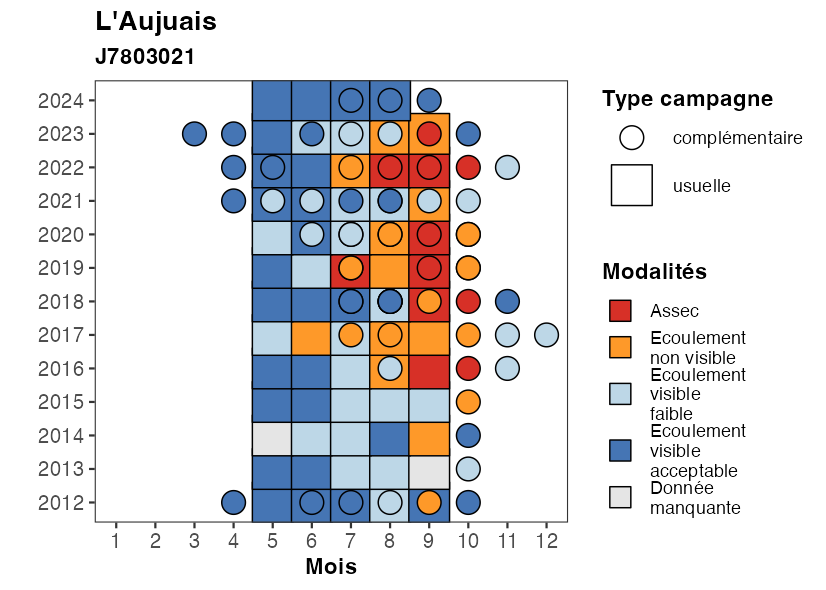 L'Aujuais
J7803021
2024
2023
2022
2021
2020
2019
2018
2017
2016
2015
2014
2013
2012
1 2 3 4 5 6 7 8 9 10 11 12
Mois
Type campagne
complémentaire
usuelle
Modalités
Assec
Ecoulement
non visible
Ecoulement
visible
faible
Ecoulement
visible
acceptable
Donnée
manquante